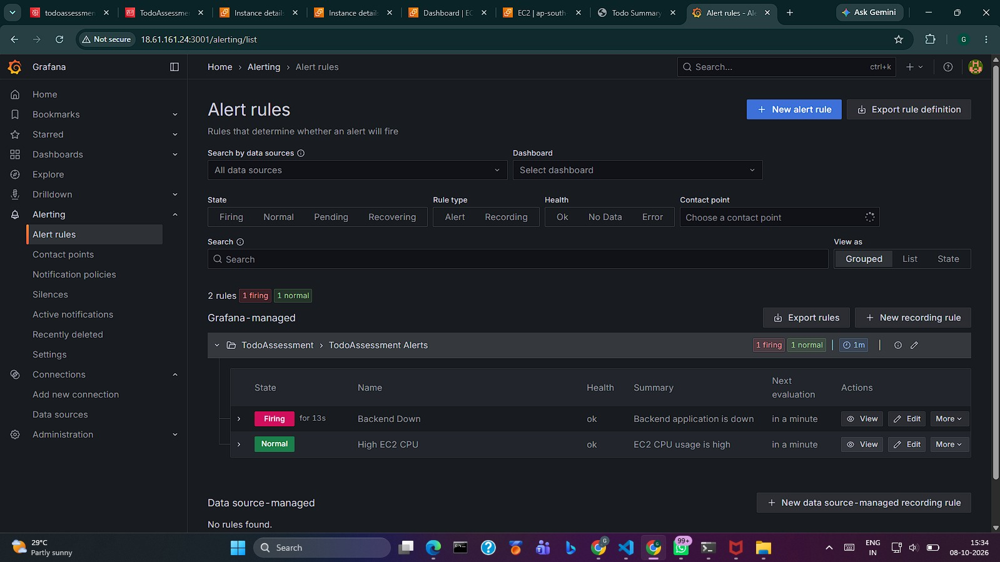 todoassessmen
TodoAssessme
Instance details
Instance details
Dashboard | EC
EC2 | ap-south
Todo Summary
Alert rules - Ale
Ask Gemini
Not secure
18.61.161.24:3001/alerting/list
G
Grafana
Home › Alerting › Alert rules
Search...
ctrl+k
Home
Bookmarks
Starred
Dashboards
Explore
Drilldown
Alerting
Alert rules
Contact points
Notification policies
Silences
Active notifications
Recently deleted
Settings
Connections
Add new connection
Data sources
Administration
Alert rules
New alert rule
Export rule definition
Rules that determine whether an alert will fire
Search by data sources
Dashboard
All data sources
Select dashboard
State
Rule type
Health
Contact point
Firing Normal Pending Recovering
Alert Recording
Ok No Data Error
Choose a contact point
Search
View as
Search
Grouped List State
2 rules 1 firing 1 normal
Grafana-managed
Export rules
New recording rule
TodoAssessment › TodoAssessment Alerts
1 firing 1 normal 1m
State Name Health Summary Next evaluation Actions
Firing for 13s Backend Down ok Backend application is down in a minute View Edit More
Normal High EC2 CPU ok EC2 CPU usage is high in a minute View Edit More
Data source-managed
New data source-managed recording rule
No rules found.
29°C
Partly sunny
Search
G
99+
ENG
IN
15:34
08-10-2026